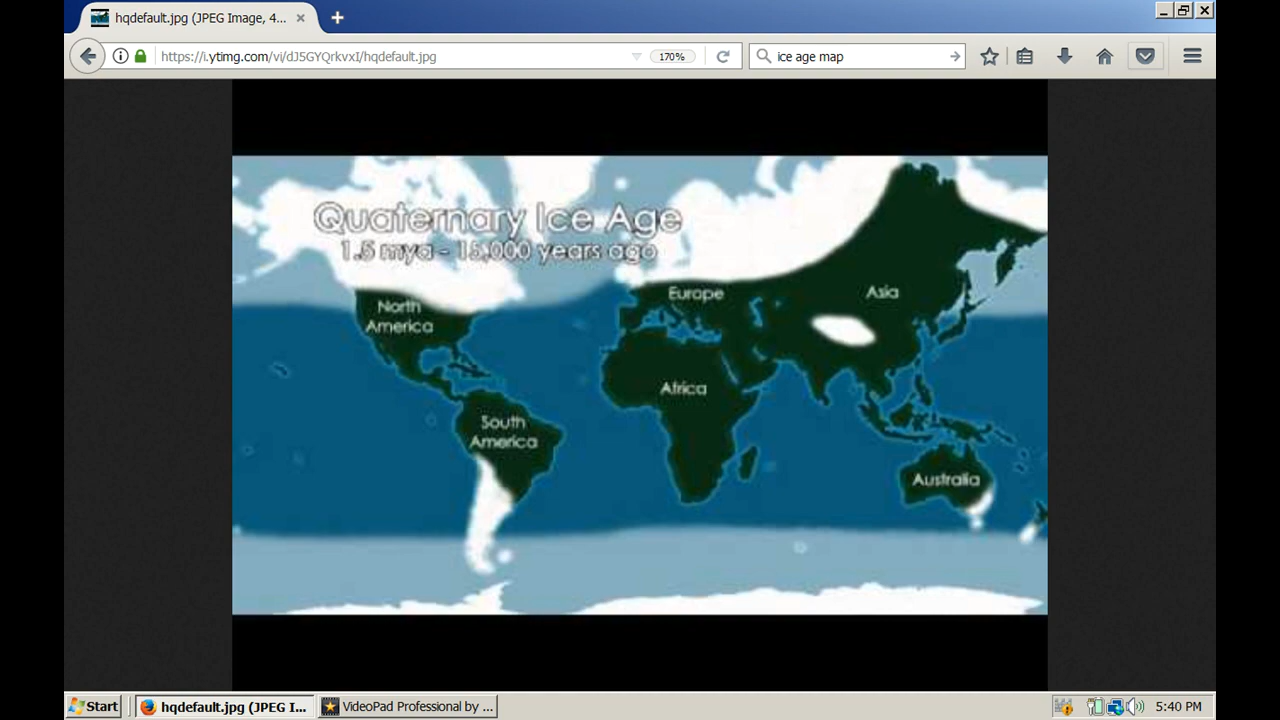 hqdefault.jpg (JPEG Image, 4...
https://i.ytimg.com/vi/dJ5GYQrkvxI/hqdefault.jpg
170%
ice age map
Quaternary Ice Age
1.5 mya - 15,000 years ago
North
America
Europe
Asia
Africa
South
America
Australia
Start
hqdefault.jpg (JPEG I...
VideoPad Professional by ...
5:40 PM